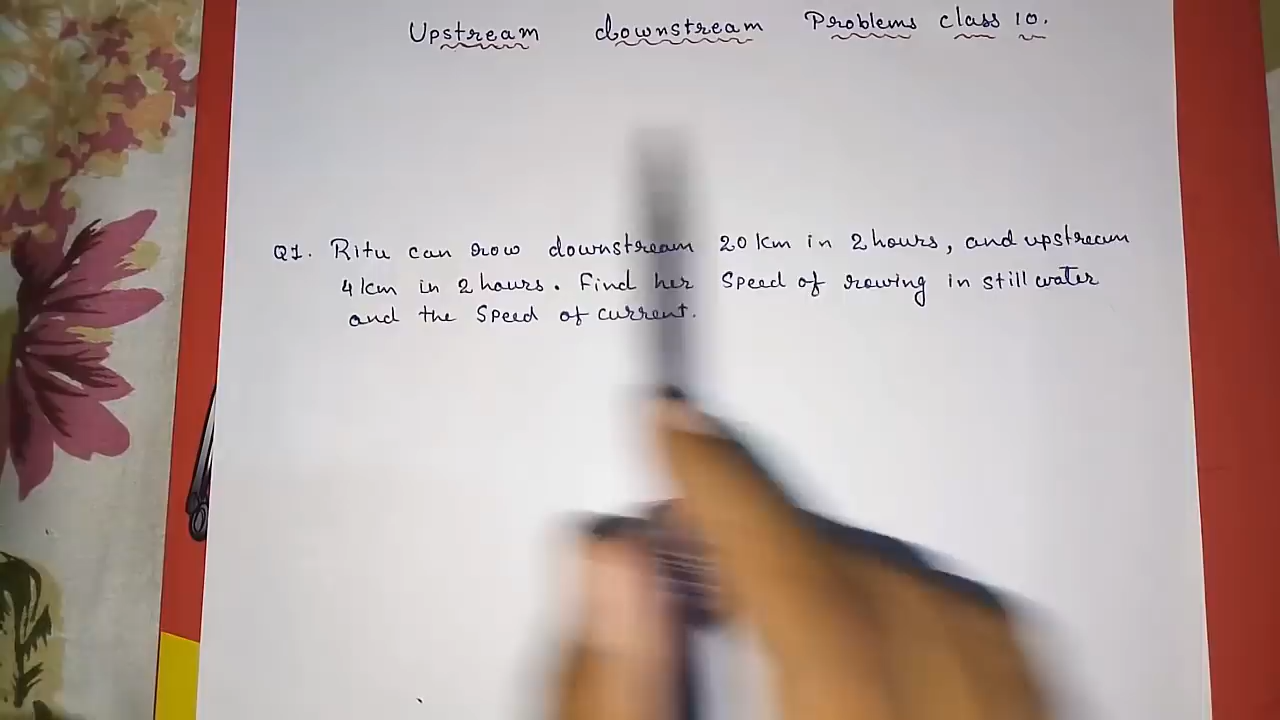 Upstream downstream Problems class 10.
Q1. Ritu can row downstream 20 km in 2 hours, and upstream
4 km in 2 hours. Find her Speed of rowing in still water
and the Speed of current.